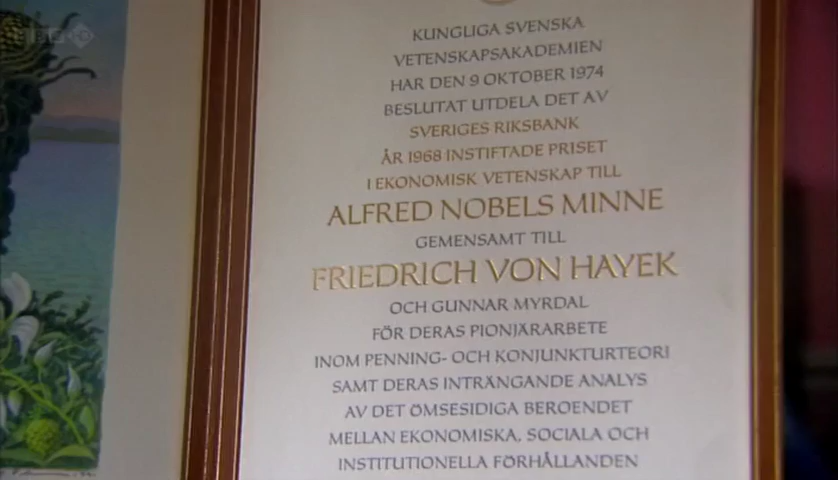 KUNGLIGA SVENSKA
VETENSKAPSAKADEMIEN
HAR DEN 9 OKTOBER 1974
BESLUTAT UTDELA DET AV
SVERIGES RIKSBANK
ÅR 1968 INSTIFTADE PRISET
I EKONOMISK VETENSKAP TILL
ALFRED NOBELS MINNE
GEMENSAMT TILL
FRIEDRICH VON HAYEK
OCH GUNNAR MYRDAL
FÖR DERAS PIONJÄRARBETE
INOM PENNING- OCH KONJUNKTURTEORI
SAMT DERAS INTRÄNGANDE ANALYS
AV DET ÖMSESIDIGA BEROENDET
MELLAN EKONOMISKA, SOCIALA OCH
INSTITUTIONELLA FÖRHÅLLANDEN